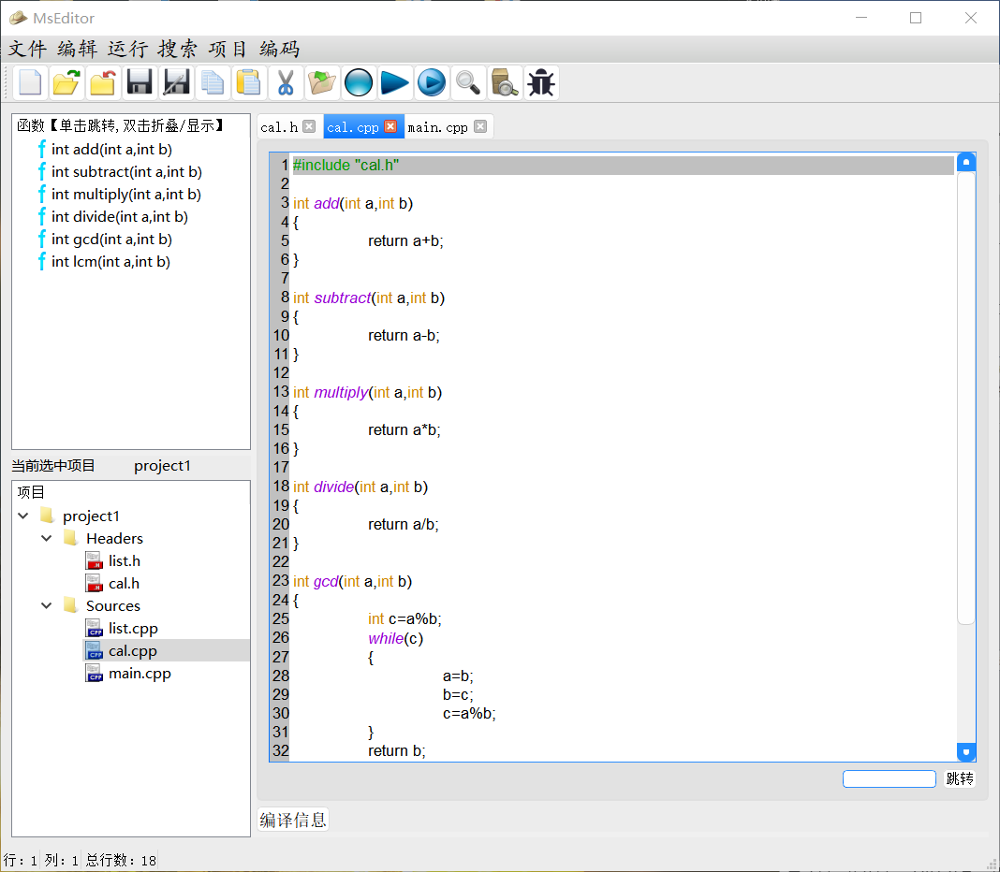 MsEditor
文件 编辑 运行 搜索 项目 编码
函数【单击跳转,双击折叠/显示】
int add(int a,int b)
int subtract(int a,int b)
int multiply(int a,int b)
int divide(int a,int b)
int gcd(int a,int b)
int lcm(int a,int b)
当前选中项目 project1
项目
project1
Headers
list.h
cal.h
Sources
list.cpp
cal.cpp
main.cpp
cal.h cal.cpp main.cpp
1 #include "cal.h"
2
3 int add(int a,int b)
4 {
5 return a+b;
6 }
7
8 int subtract(int a,int b)
9 {
10 return a-b;
11 }
12
13 int multiply(int a,int b)
14 {
15 return a*b;
16 }
17
18 int divide(int a,int b)
19 {
20 return a/b;
21 }
22
23 int gcd(int a,int b)
24 {
25 int c=a%b;
26 while(c)
27 {
28 a=b;
29 b=c;
30 c=a%b;
31 }
32 return b;
跳转
编译信息
行: 1 列: 1 总行数: 18